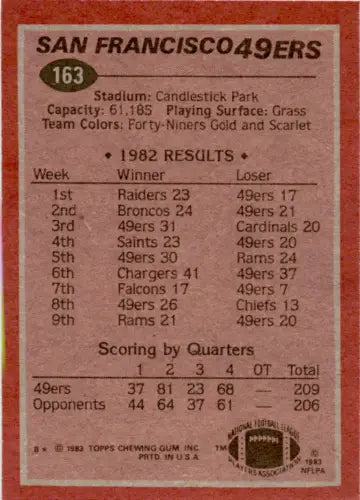 SAN FRANCISCO 49ERS
163
Stadium: Candlestick Park
Capacity: 61,185 Playing Surface: Grass
Team Colors: Forty-Niners Gold and Scarlet
• 1982 RESULTS •
Week Winner Loser
1st Raiders 23 49ers 17
2nd Broncos 24 49ers 21
3rd 49ers 31 Cardinals 20
4th Saints 23 49ers 20
5th 49ers 30 Rams 24
6th Chargers 41 49ers 37
7th Falcons 17 49ers 7
8th 49ers 26 Chiefs 13
9th Rams 21 49ers 20
Scoring by Quarters
1 2 3 4 OT Total
49ers 37 81 23 68 — 209
Opponents 44 64 37 61 — 206
B* © 1983 TOPPS CHEWING GUM, INC.
PRTD. IN U.S.A.
TM
NATIONAL FOOTBALL LEAGUE
PLAYERS ASSOCIATION
© 1983
NFLPA